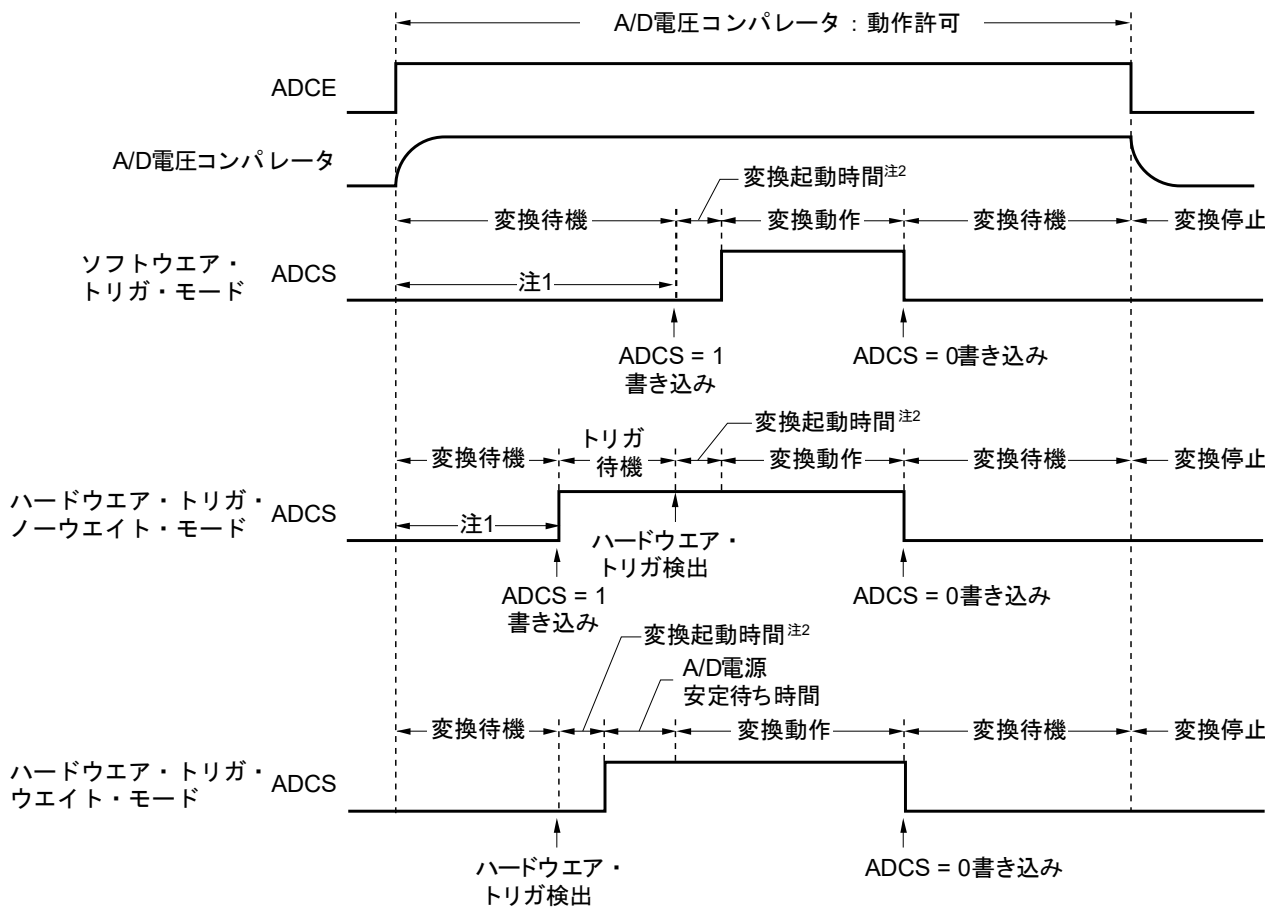 A/D電圧コンパレータ：動作許可
ADCE
A/D電圧コンパレータ
変換起動時間注2
変換待機
変換動作
変換待機
変換停止
ソフトウエア・
トリガ・モード
ADCS
注1
ADCS = 1
書き込み
ADCS = 0書き込み
変換起動時間注2
変換待機
トリガ
待機
変換動作
変換待機
変換停止
ハードウエア・トリガ・
ノーウエイト・モード
ADCS
注1
ハードウエア・
トリガ検出
ADCS = 1
書き込み
ADCS = 0書き込み
変換起動時間注2
A/D電源
安定待ち時間
変換待機
変換動作
変換待機
変換停止
ハードウエア・トリガ・
ウエイト・モード
ADCS
ハードウエア・
トリガ検出
ADCS = 0書き込み